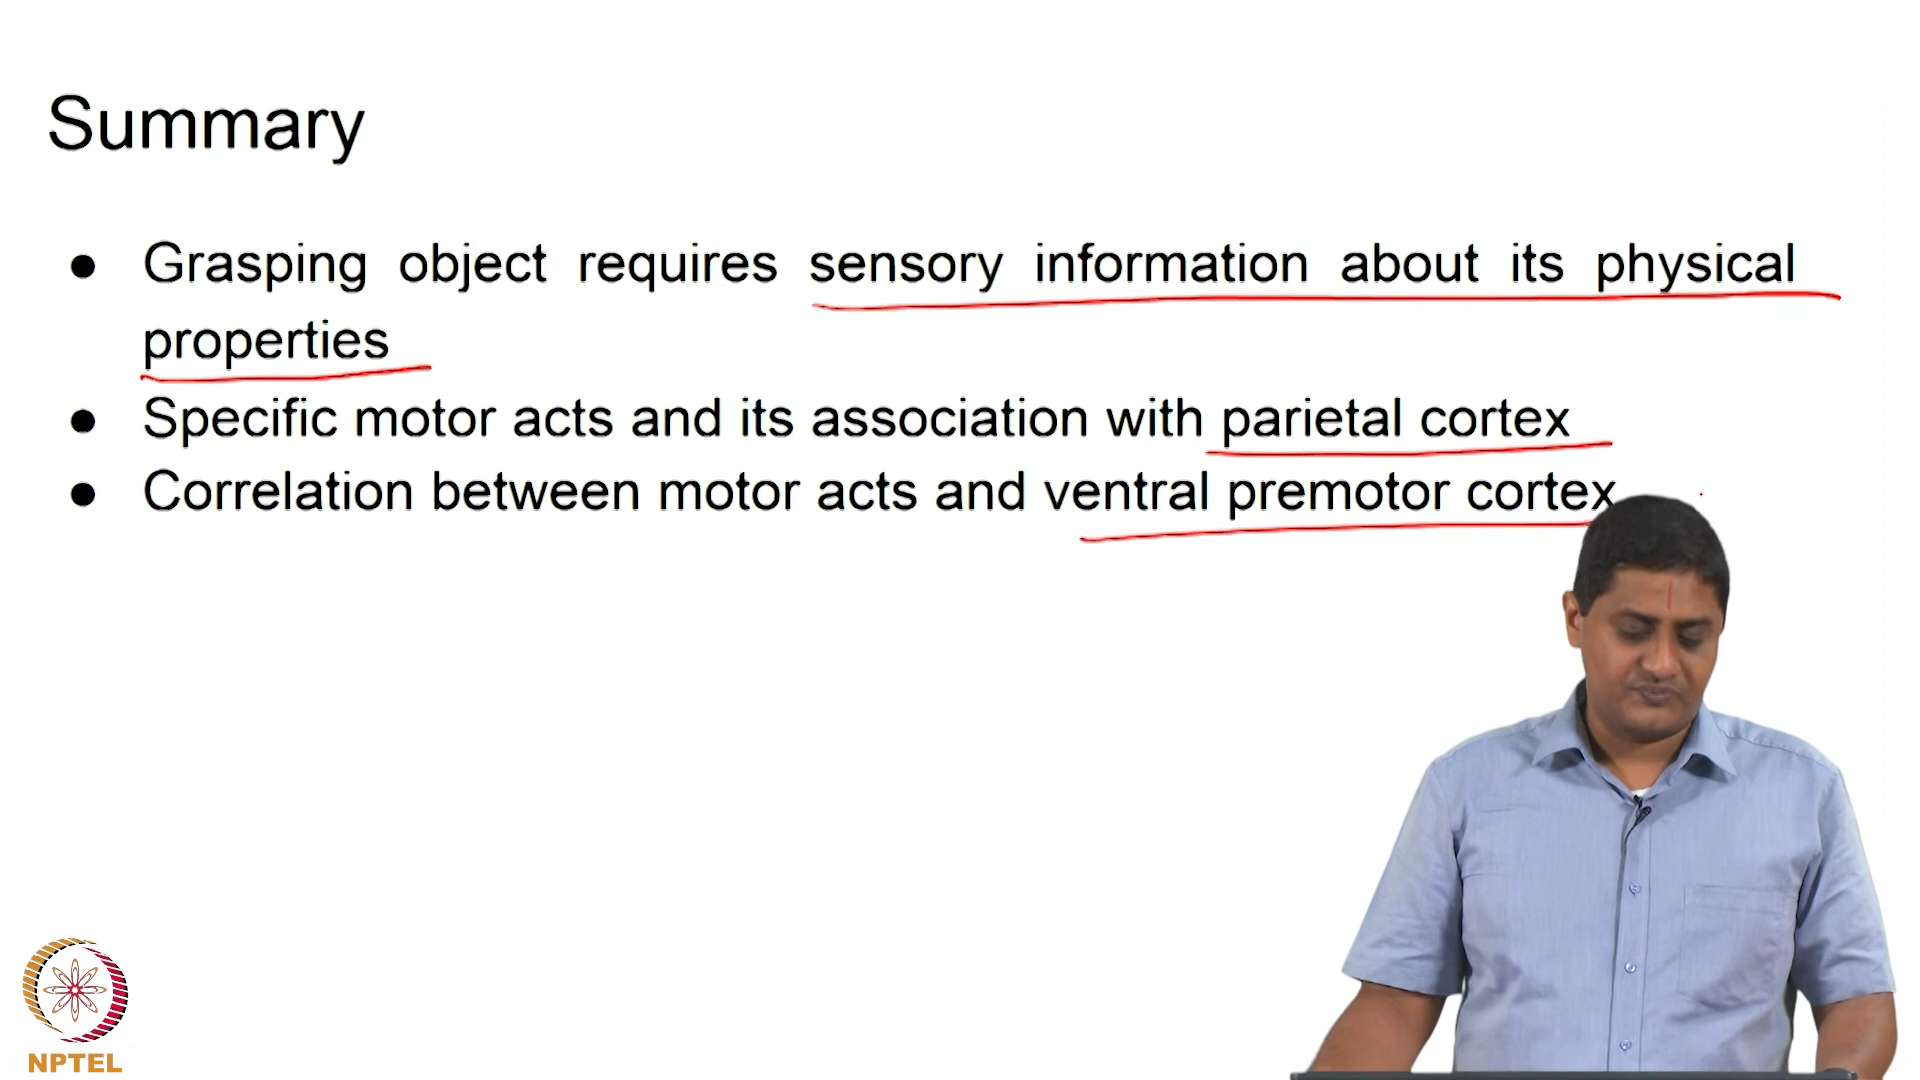 Summary
● Grasping object requires sensory information about its physical
properties
● Specific motor acts and its association with parietal cortex
● Correlation between motor acts and ventral premotor cortex
NPTEL